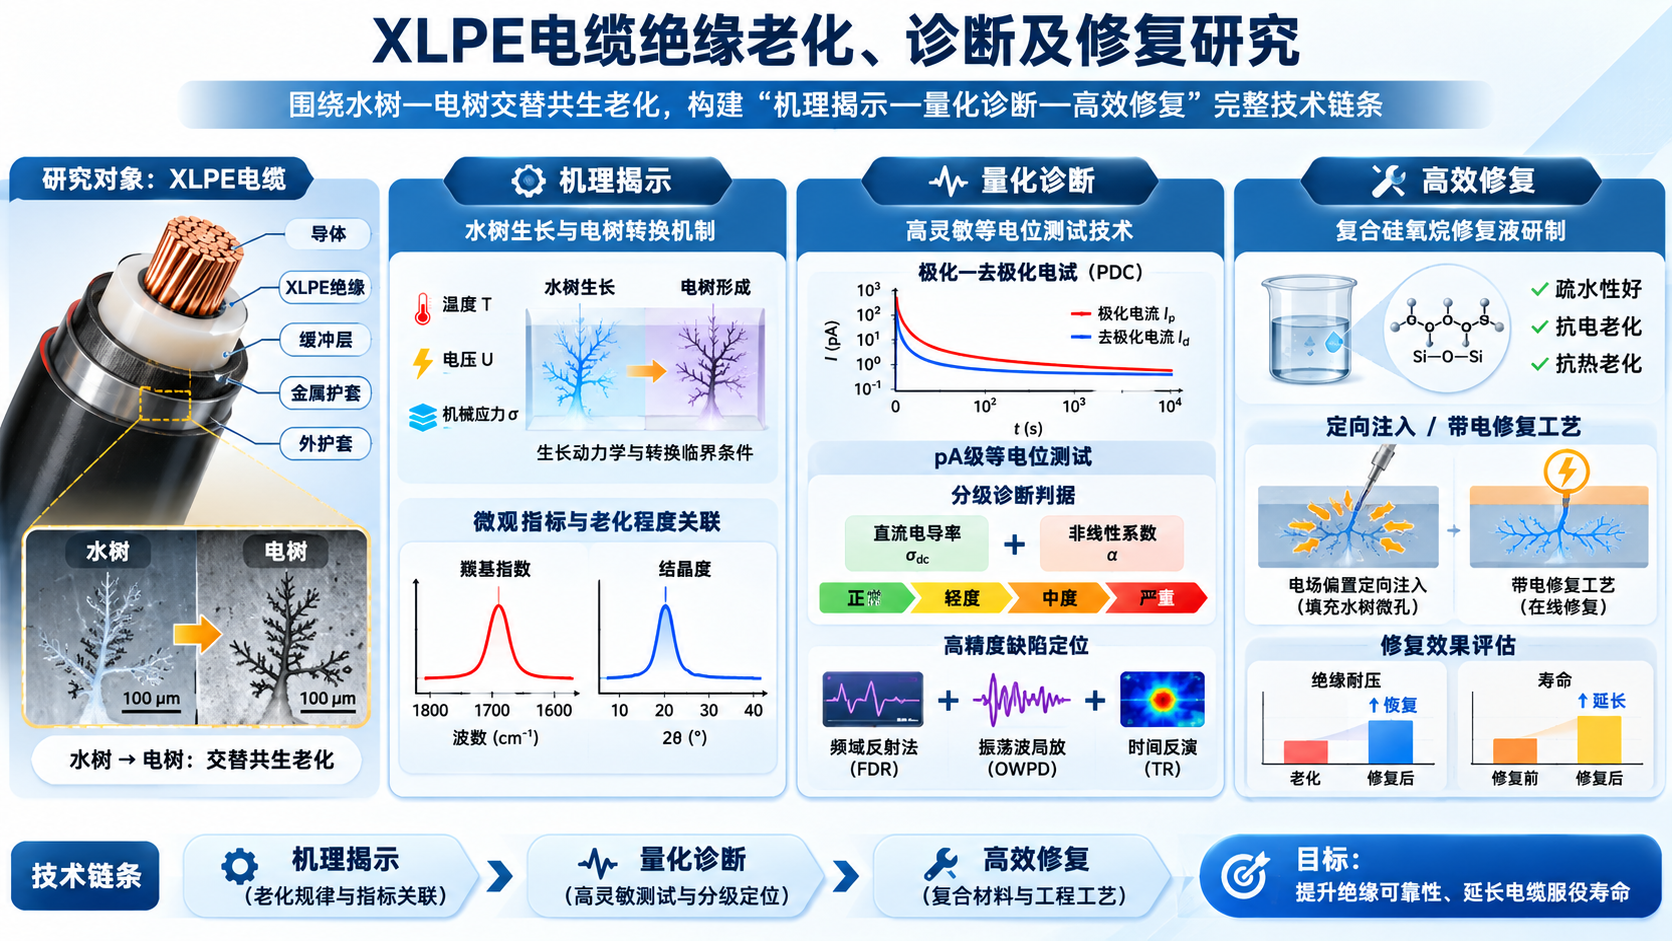 XLPE电缆绝缘老化、诊断及修复研究
围绕水树—电树交替共生老化，构建“机理揭示—量化诊断—高效修复”完整技术链条
研究对象：XLPE电缆
导体
XLPE绝缘
缓冲层
金属护套
外护套
水树
电树
100 μm
100 μm
水树 → 电树：交替共生老化
机理揭示
水树生长与电树转换机制
温度 T
电压 U
机械应力 σ
水树生长
电树形成
生长动力学与转换临界条件
微观指标与老化程度关联
羰基指数
1800 1700 1600
波数 (cm⁻¹)
结晶度
10 20 30 40
2θ (°)
量化诊断
高灵敏等电位测试技术
极化—去极化电试（PDC）
I (pA)
10³
10²
10¹
10⁰
10⁻¹
极化电流 Iₚ
去极化电流 I_d
0 10² 10³ 10⁴
t (s)
pA级等电位测试
分级诊断判据
直流电导率
σ_dc
+
非线性系数
α
正常
轻度
中度
严重
高精度缺陷定位
+
+
频域反射法
（FDR）
振荡波局放
（OWPD）
时间反演
（TR）
高效修复
复合硅氧烷修复液研制
Si—O—Si
疏水性好
抗电老化
抗热老化
定向注入 / 带电修复工艺
电场偏置定向注入
（填充水树微孔）
带电修复工艺
（在线修复）
修复效果评估
绝缘耐压
↑恢复
老化
修复后
寿命
↑延长
修复前
修复后
技术链条
机理揭示
（老化规律与指标关联）
量化诊断
（高灵敏测试与分级定位）
高效修复
（复合材料与工程工艺）
目标：
提升绝缘可靠性、延长电缆服役寿命